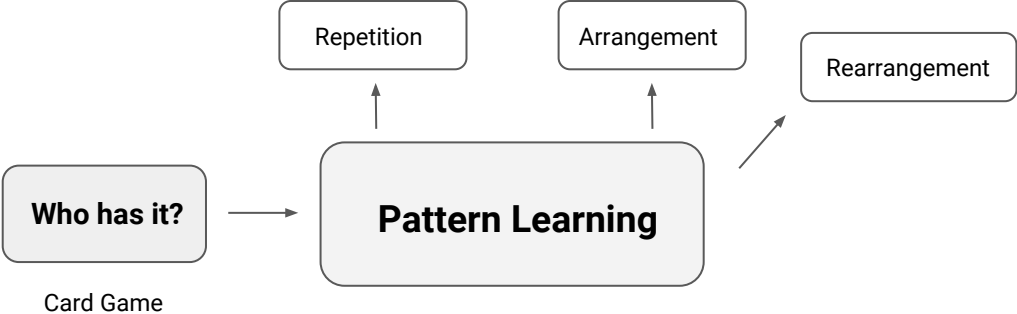 Repetition
Arrangement
Rearrangement
Who has it?
Pattern Learning
Card Game